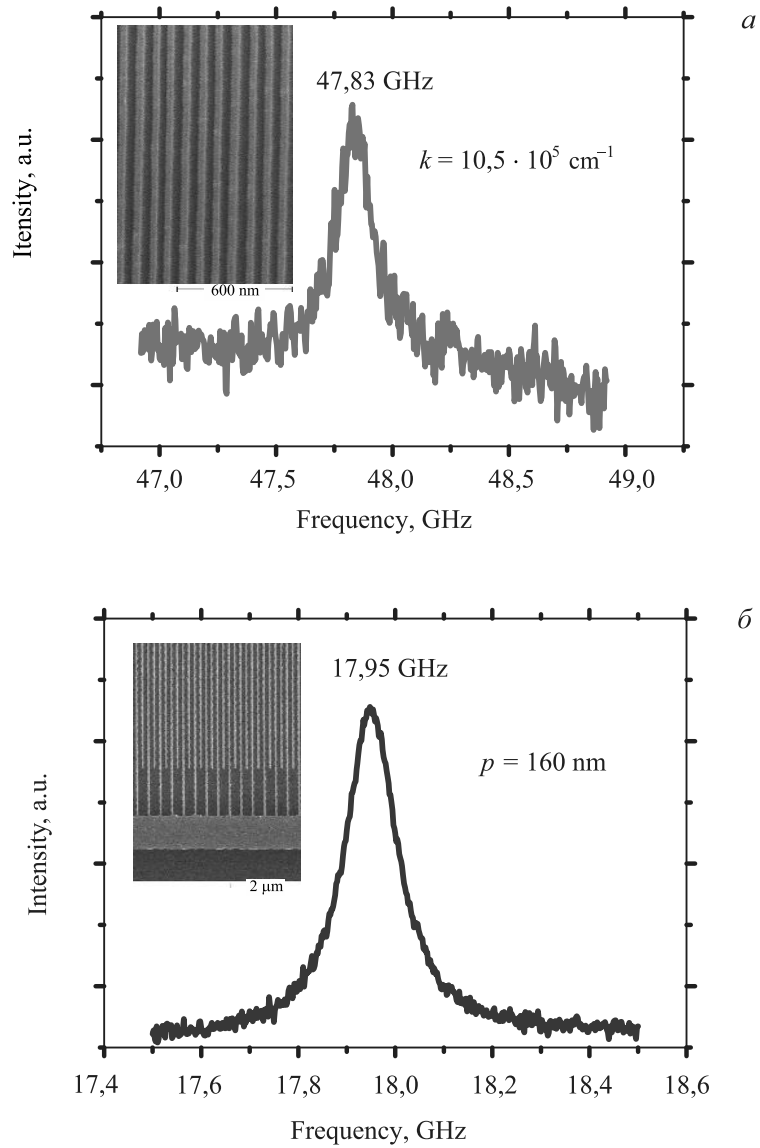 а
47,83 GHz
k = 10,5 · 10⁵ cm⁻¹
Itensity, a.u.
600 nm
47,0 47,5 48,0 48,5 49,0
Frequency, GHz
б
17,95 GHz
p = 160 nm
Intensity, a.u.
2 μm
17,4 17,6 17,8 18,0 18,2 18,4 18,6
Frequency, GHz